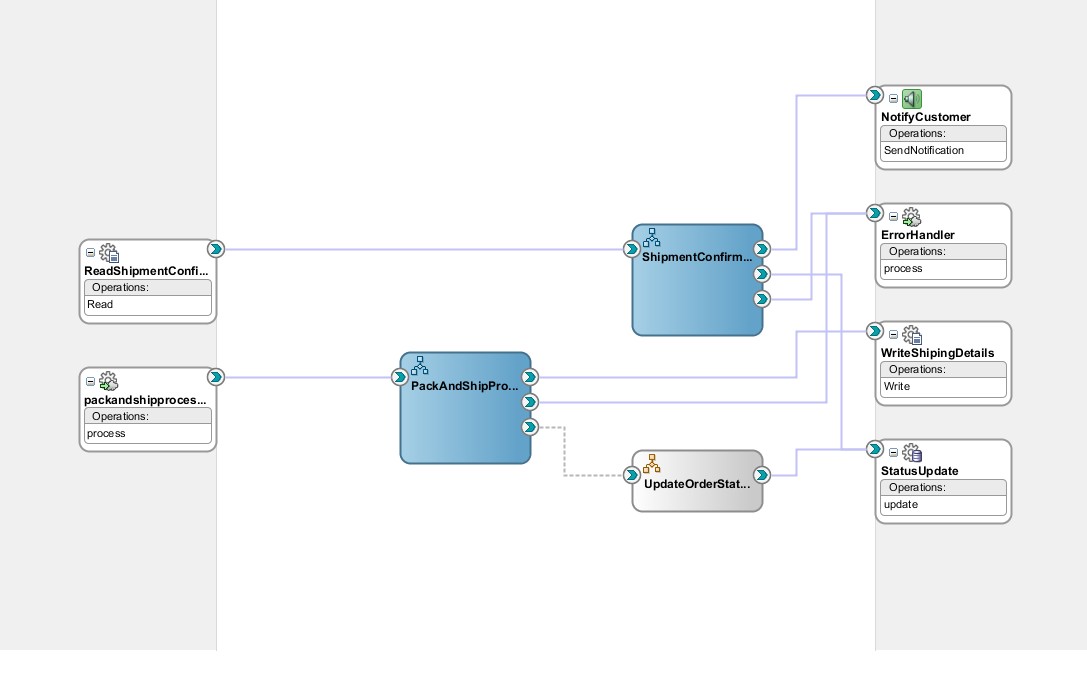 NotifyCustomer
Operations:
SendNotification
ErrorHandler
Operations:
process
ReadShipmentConfi...
Operations:
Read
ShipmentConfirm...
WriteShipingDetails
Operations:
Write
packandshipproces...
Operations:
process
PackAndShipPro...
UpdateOrderStat...
StatusUpdate
Operations:
update